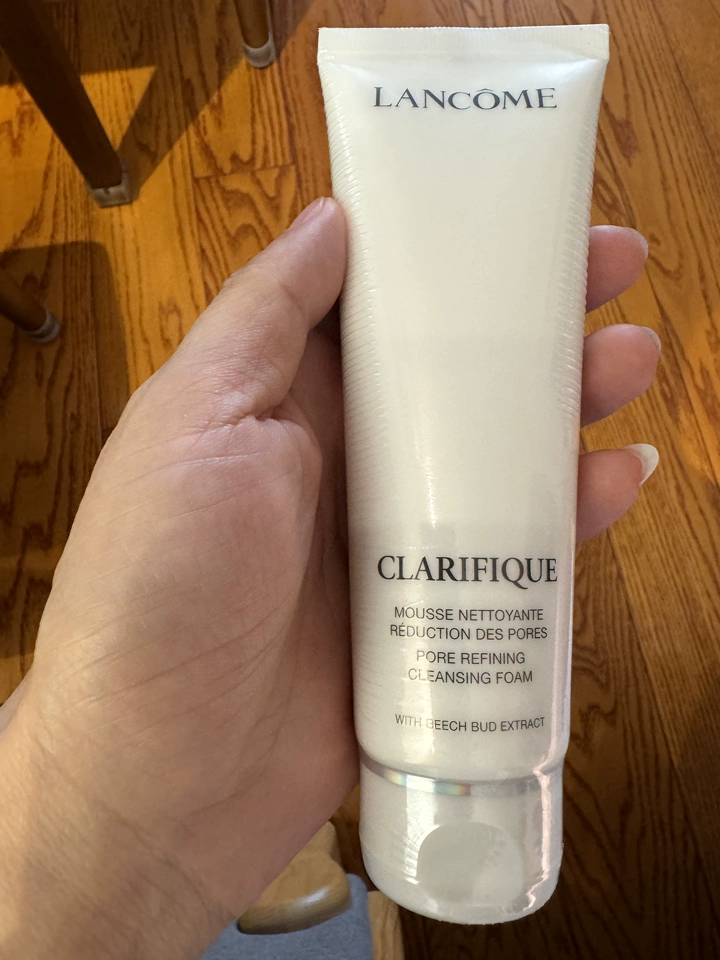 LANCÔME
CLARIFIQUE
MOUSSE NETTOYANTE
RÉDUCTION DES PORES
PORE REFINING
CLEANSING FOAM
WITH BEECH BUD EXTRACT